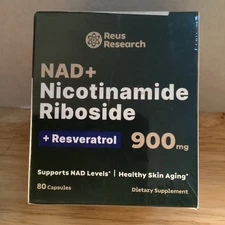 Reus
Research
NAD+
Nicotinamide
Riboside
+ Resveratrol 900mg
Supports NAD Levels* | Healthy Skin Aging*
80 Capsules Dietary Supplement